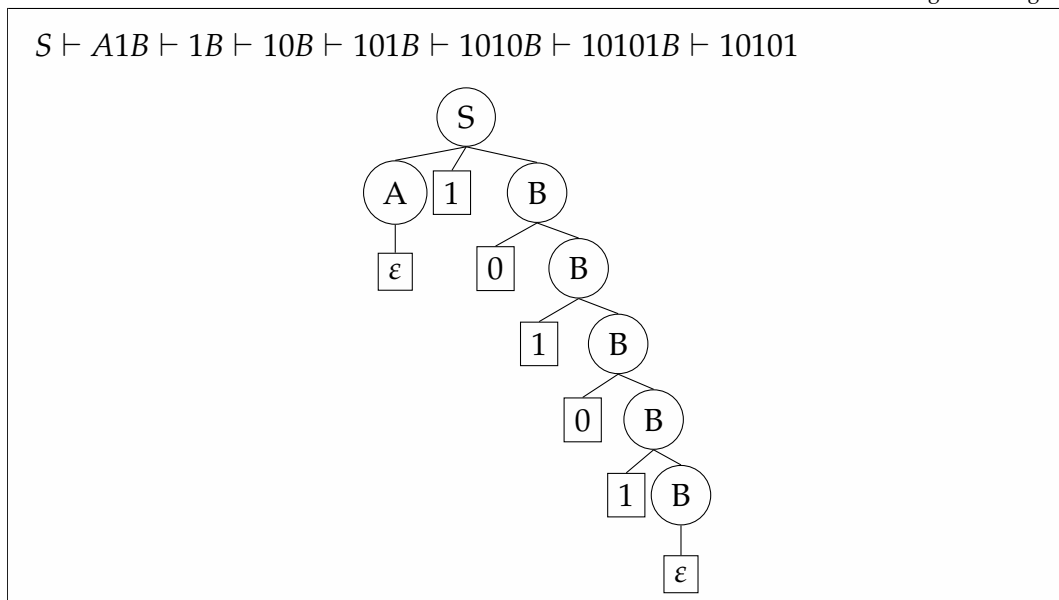 S ⊢ A1B ⊢ 1B ⊢ 10B ⊢ 101B ⊢ 1010B ⊢ 10101B ⊢ 10101
S
A 1 B
ε 0 B
1 B
0 B
1 B
ε